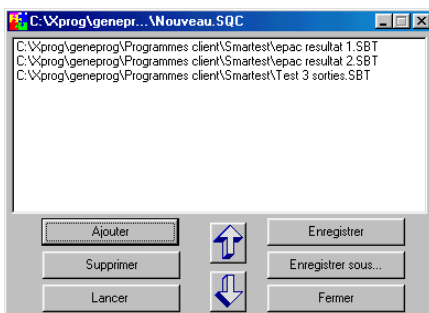 C:\Xprog\genepr...\Nouveau.SQC
C:\Xprog\geneprog\Programmes client\Smartest\epac resultat 1.SBT
C:\Xprog\geneprog\Programmes client\Smartest\epac resultat 2.SBT
C:\Xprog\geneprog\Programmes client\Smartest\Test 3 sorties.SBT
Ajouter
Enregistrer
Supprimer
Enregistrer sous...
Lancer
Fermer